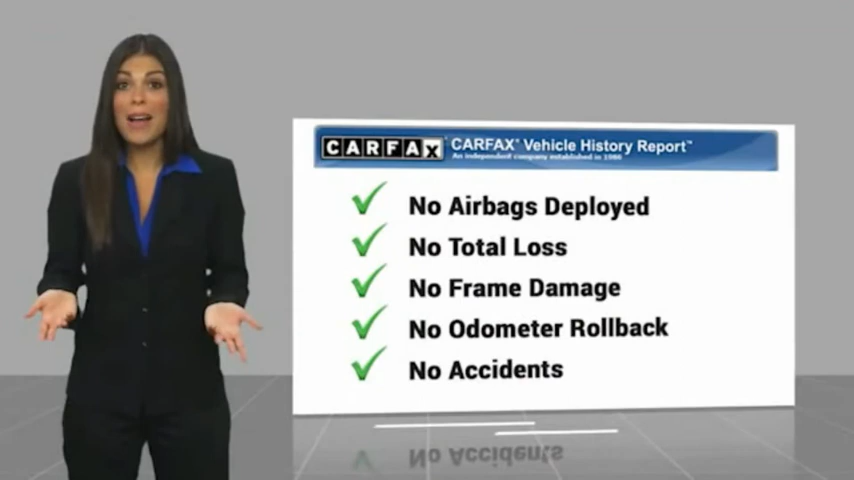 CARFAX CARFAX® Vehicle History Report™
An independent company established in 1986
No Airbags Deployed
No Total Loss
No Frame Damage
No Odometer Rollback
No Accidents
No Accidents